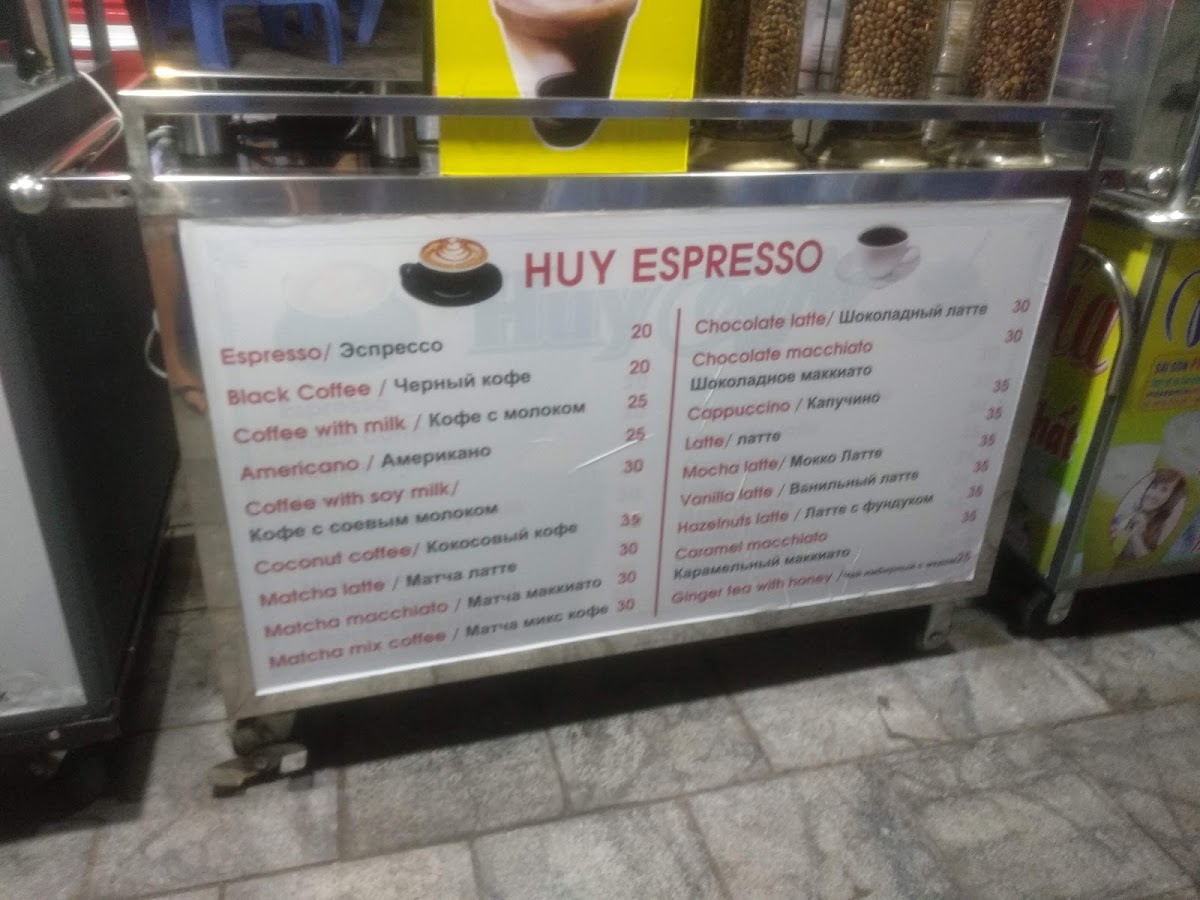 HUY ESPRESSO
Espresso/ Эспрессо 20
Black Coffee / Черный кофе 20
Coffee with milk / Кофе с молоком 25
Americano / Американо 25
Coffee with soy milk/ 30
Кофе с соевым молоком
Coconut coffee/ Кокосовый кофе 35
Matcha latte / Матча латте 30
Matcha macchiato / Матча маккиато 30
Matcha mix coffee / Матча микс кофе 30
Chocolate latte/ Шоколадный латте 30
Chocolate macchiato 30
Шоколадное маккиато
Cappuccino / Капучино 35
Latte/ латте 35
Mocha latte/ Мокко Латте 35
Vanilla latte / Ванильный латте 35
Hazelnuts latte / Латте с фундуком 35
Caramel macchiato 35
Карамельный маккиато
Ginger tea with honey / Чай имбирный с медом 25